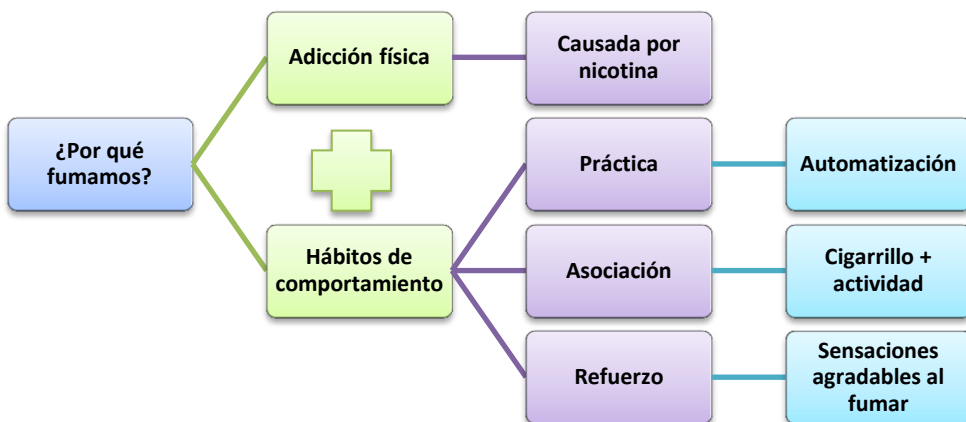 ¿Por qué
fumamos?
Adicción física
Causada por
nicotina
Hábitos de
comportamiento
Práctica
Automatización
Asociación
Cigarrillo +
actividad
Refuerzo
Sensaciones
agradables al
fumar